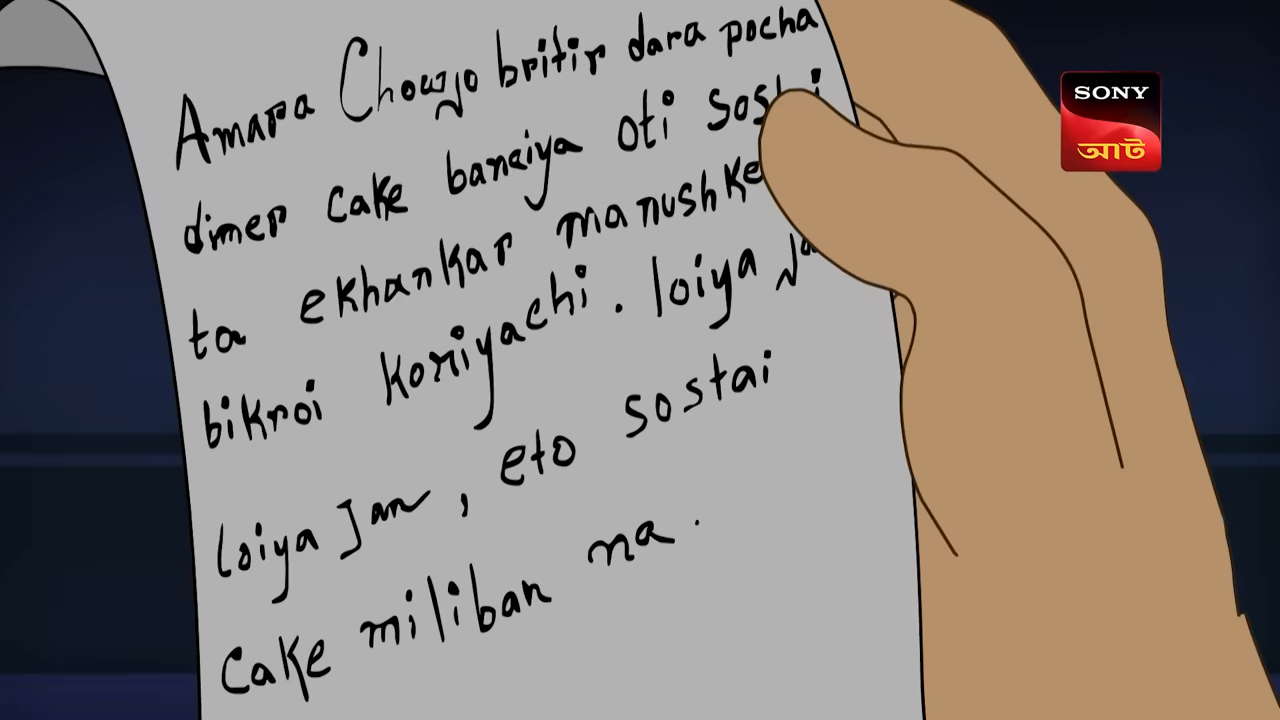 Amara Chowjo britir dara pocha
dimer cake banaiya oti
ta ekhankar manushke
bikroi koriyachi. loiya
loiya Jan, eto sostai
Cake miliban na.
SONY
আট